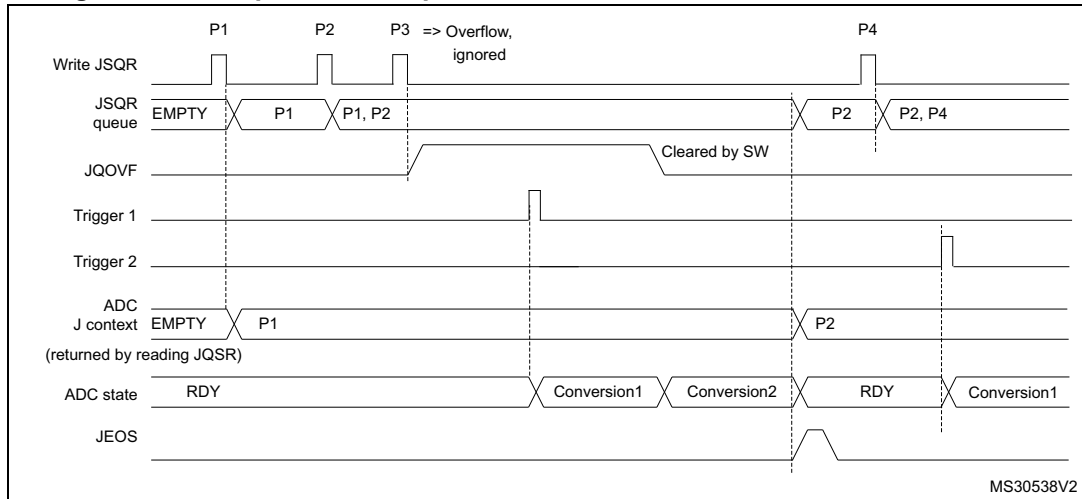 P1 P2 P3 => Overflow, P4
ignored
Write JSQR
JSQR
queue EMPTY P1 P1, P2 P2 P2, P4
Cleared by SW
JQOVF
Trigger 1
Trigger 2
ADC
J context EMPTY P1 P2
(returned by reading JQSR)
ADC state RDY Conversion1 Conversion2 RDY Conversion1
JEOS
MS30538V2